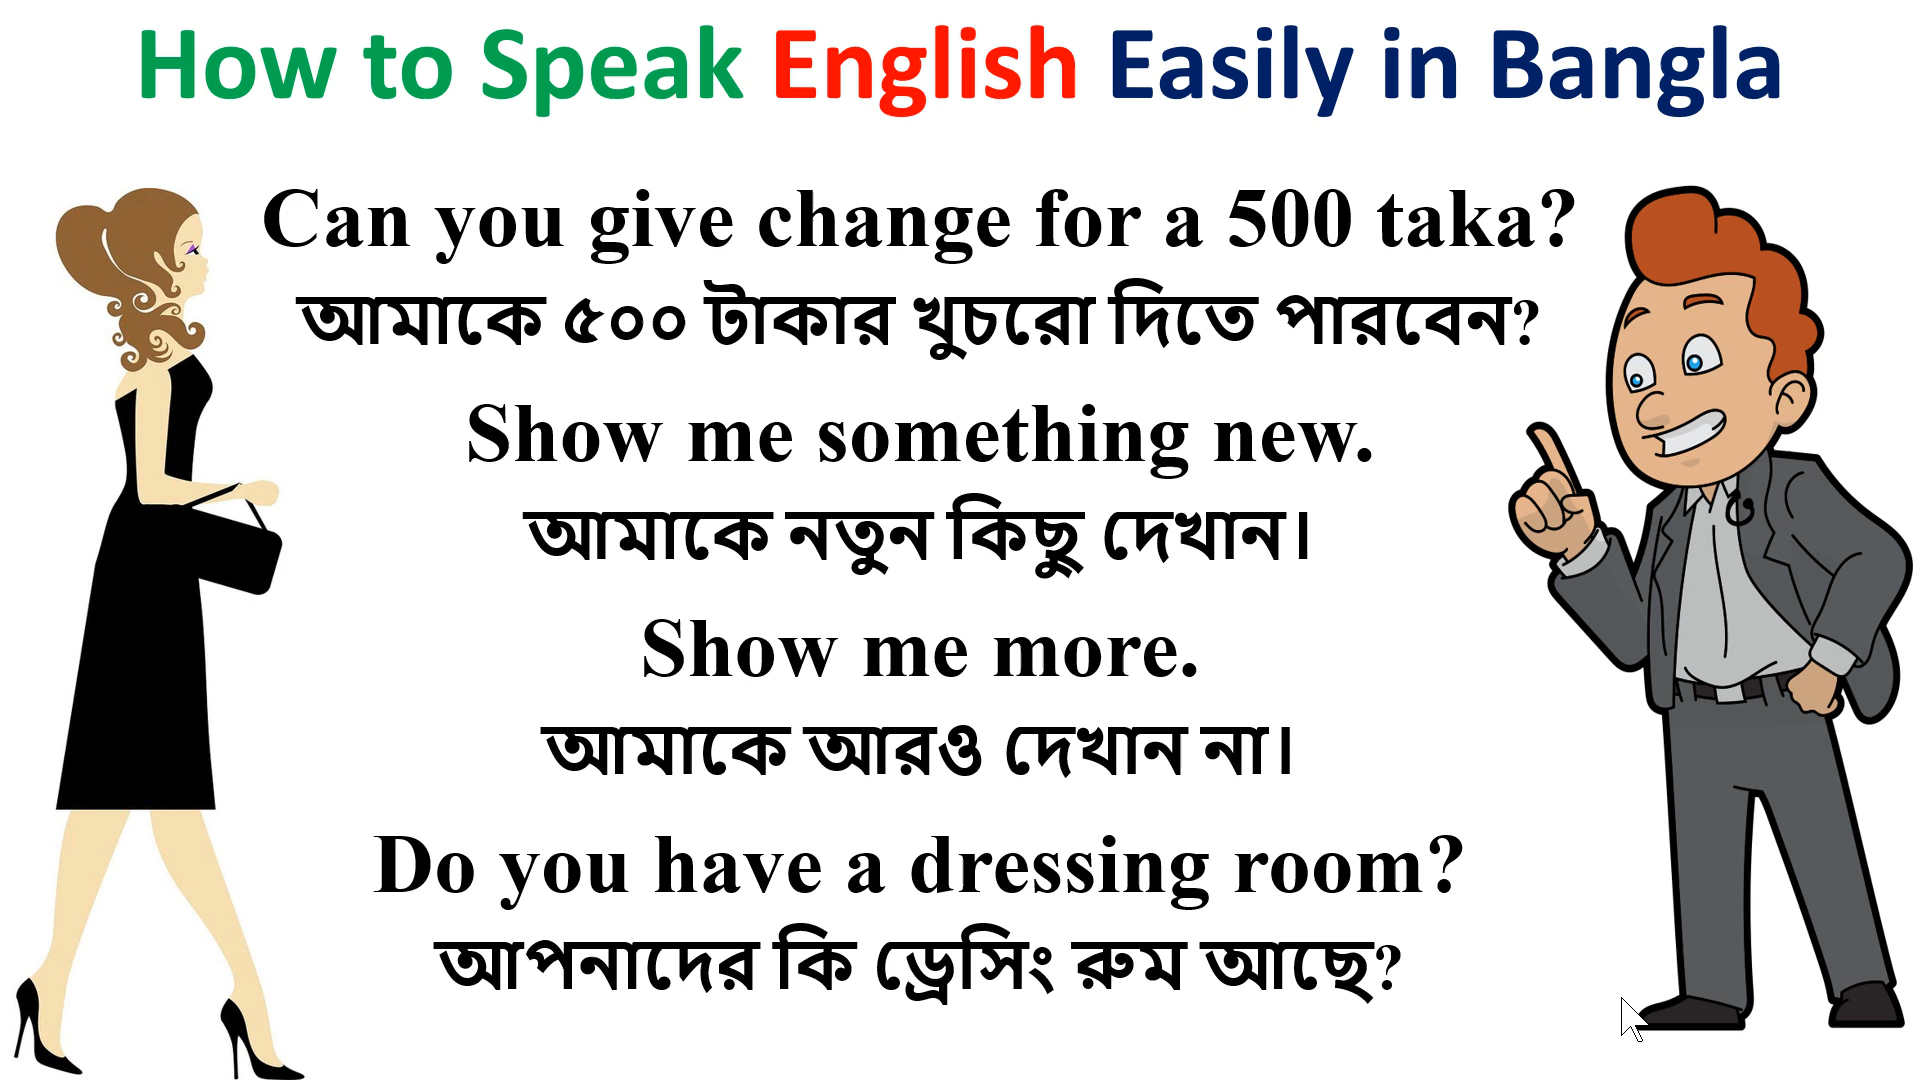 How to Speak English Easily in Bangla
Can you give change for a 500 taka?
আমাকে ৫০০ টাকার খুচরো দিতে পারবেন?
Show me something new.
আমাকে নতুন কিছু দেখান।
Show me more.
আমাকে আরও দেখান না।
Do you have a dressing room?
আপনাদের কি ড্রেসিং রুম আছে?